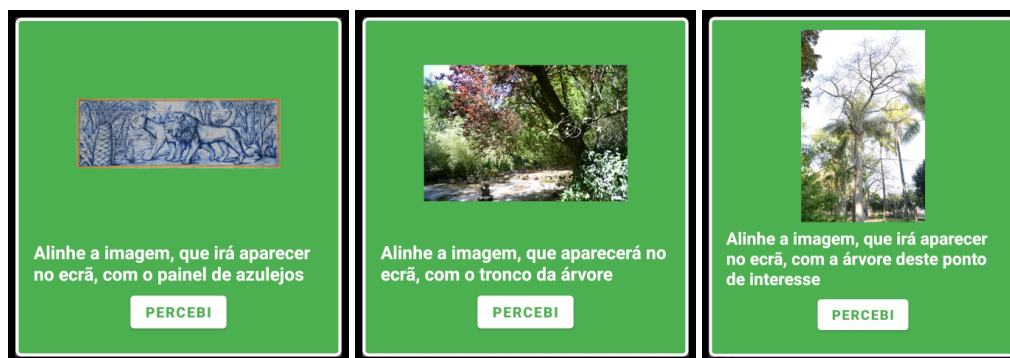 Alinhe a imagem, que irá aparecer
no ecrã, com o painel de azulejos
PERCEBI
Alinhe a imagem, que aparecerá no
ecrã, com o tronco da árvore
PERCEBI
Alinhe a imagem, que irá aparecer
no ecrã, com a árvore deste ponto
de interesse
PERCEBI